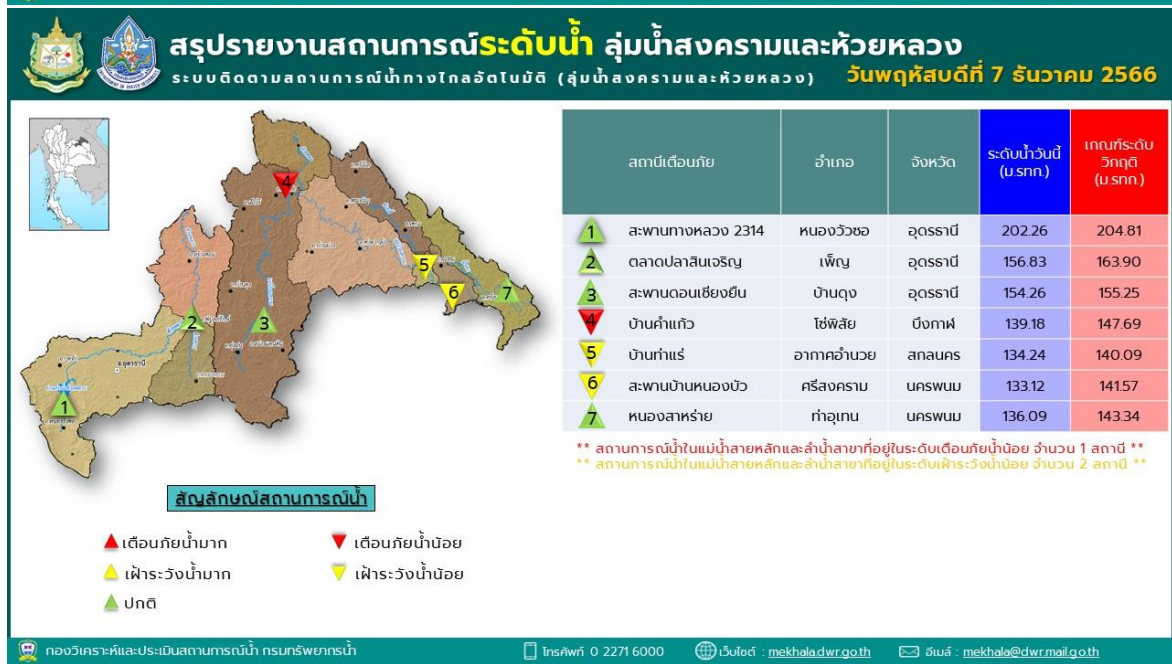 สรุปรายงานสถานการณ์ระดับน้ำ ลุ่มน้ำสงครามและห้วยหลวง
ระบบติดตามสถานการณ์น้ำทางไกลอัตโนมัติ (ลุ่มน้ำสงครามและห้วยหลวง) วันพฤหัสบดีที่ 7 ธันวาคม 2566
สถานีเตือนภัย อำเภอ จังหวัด ระดับน้ำวันนี้ (ม.รทก.) เกณฑ์ระดับวิกฤติ (ม.รทก.)
1 สะพานทางหลวง 2314 หนองวัวซอ อุดรธานี 202.26 204.81
2 ตลาดปลาสินเจริญ เพ็ญ อุดรธานี 156.83 163.90
3 สะพานดอนเชียงยืน บ้านดุง อุดรธานี 154.26 155.25
4 บ้านคำแก้ว โซ่พิสัย บึงกาฬ 139.18 147.69
5 บ้านท่าแร่ อากาศอำนวย สกลนคร 134.24 140.09
6 สะพานบ้านหนองบัว ศรีสงคราม นครพนม 133.12 141.57
7 หนองสาหร่าย ท่าอุเทน นครพนม 136.09 143.34
** สถานการณ์น้ำในแม่น้ำสายหลักและลำน้ำสาขาที่อยู่ในระดับเตือนภัยน้ำน้อย จำนวน 1 สถานี **
** สถานการณ์น้ำในแม่น้ำสายหลักและลำน้ำสาขาที่อยู่ในระดับเฝ้าระวังน้ำน้อย จำนวน 2 สถานี **
4
5
6
7
2
3
จ.อุดรธานี
1
สัญลักษณ์สถานการณ์น้ำ
เตือนภัยน้ำมาก เตือนภัยน้ำน้อย
เฝ้าระวังน้ำมาก เฝ้าระวังน้ำน้อย
ปกติ
กองวิเคราะห์และประเมินสถานการณ์น้ำ กรมทรัพยากรน้ำ โทรศัพท์ 0 2271 6000 เว็บไซต์ : mekhala.dwr.go.th อีเมล์ : mekhala@dwr.mail.go.th